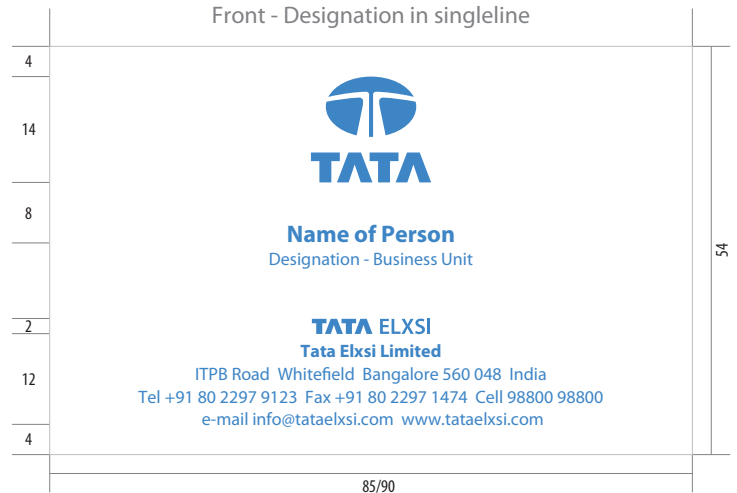 Front - Designation in singleline
4
14
8
2
12
4
TATA
Name of Person
Designation - Business Unit
TATA ELXSI
Tata Elxsi Limited
ITPB Road Whitefield Bangalore 560 048 India
Tel +91 80 2297 9123 Fax +91 80 2297 1474 Cell 98800 98800
e-mail info@tataelxsi.com www.tataelxsi.com
54
85/90